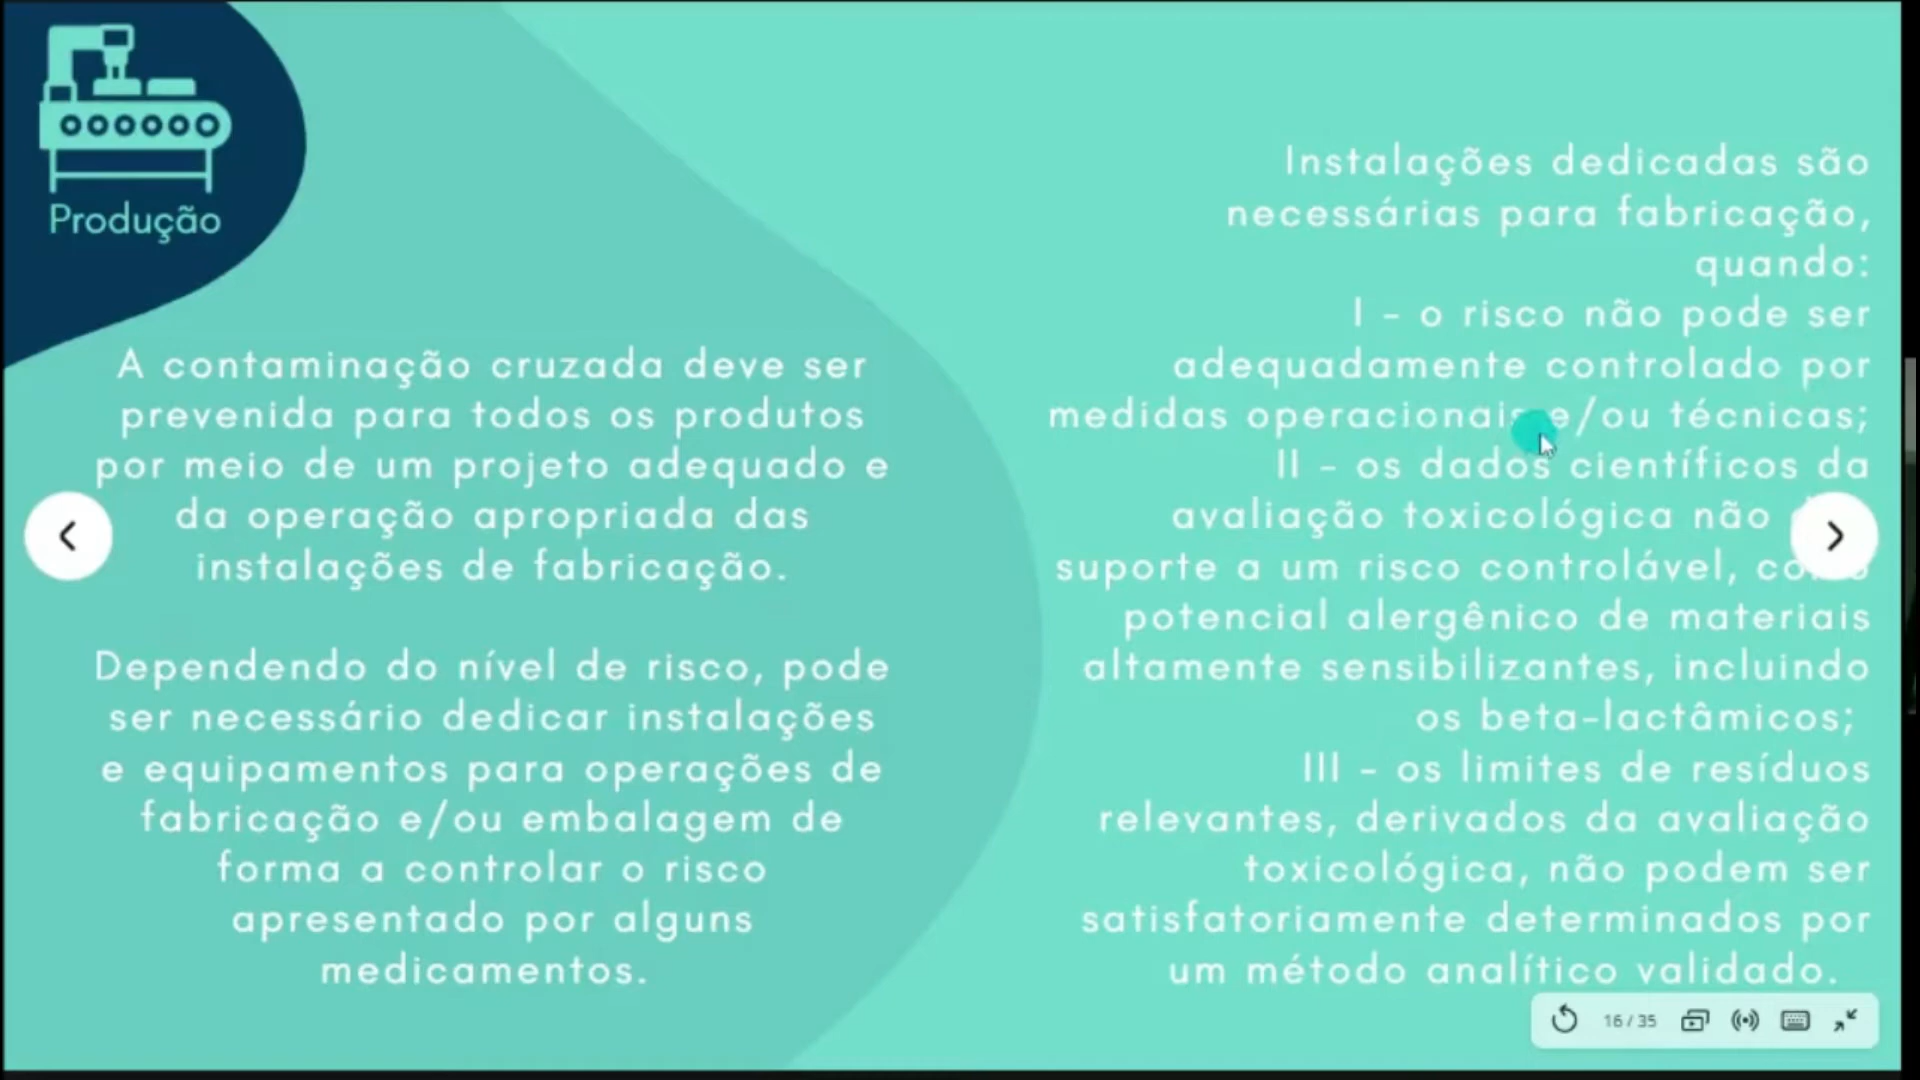 Produção
A contaminação cruzada deve ser
prevenida para todos os produtos
por meio de um projeto adequado e
da operação apropriada das
instalações de fabricação.
Dependendo do nível de risco, pode
ser necessário dedicar instalações
e equipamentos para operações de
fabricação e/ou embalagem de
forma a controlar o risco
apresentado por alguns
medicamentos.
Instalações dedicadas são
necessárias para fabricação,
quando:
I - o risco não pode ser
adequadamente controlado por
medidas operacionais e/ou técnicas;
II - os dados científicos da
avaliação toxicológica não
suporte a um risco controlável, como
potencial alergênico de materiais
altamente sensibilizantes, incluindo
os beta-lactâmicos;
III - os limites de resíduos
relevantes, derivados da avaliação
toxicológica, não podem ser
satisfatoriamente determinados por
um método analítico validado.
16 / 35